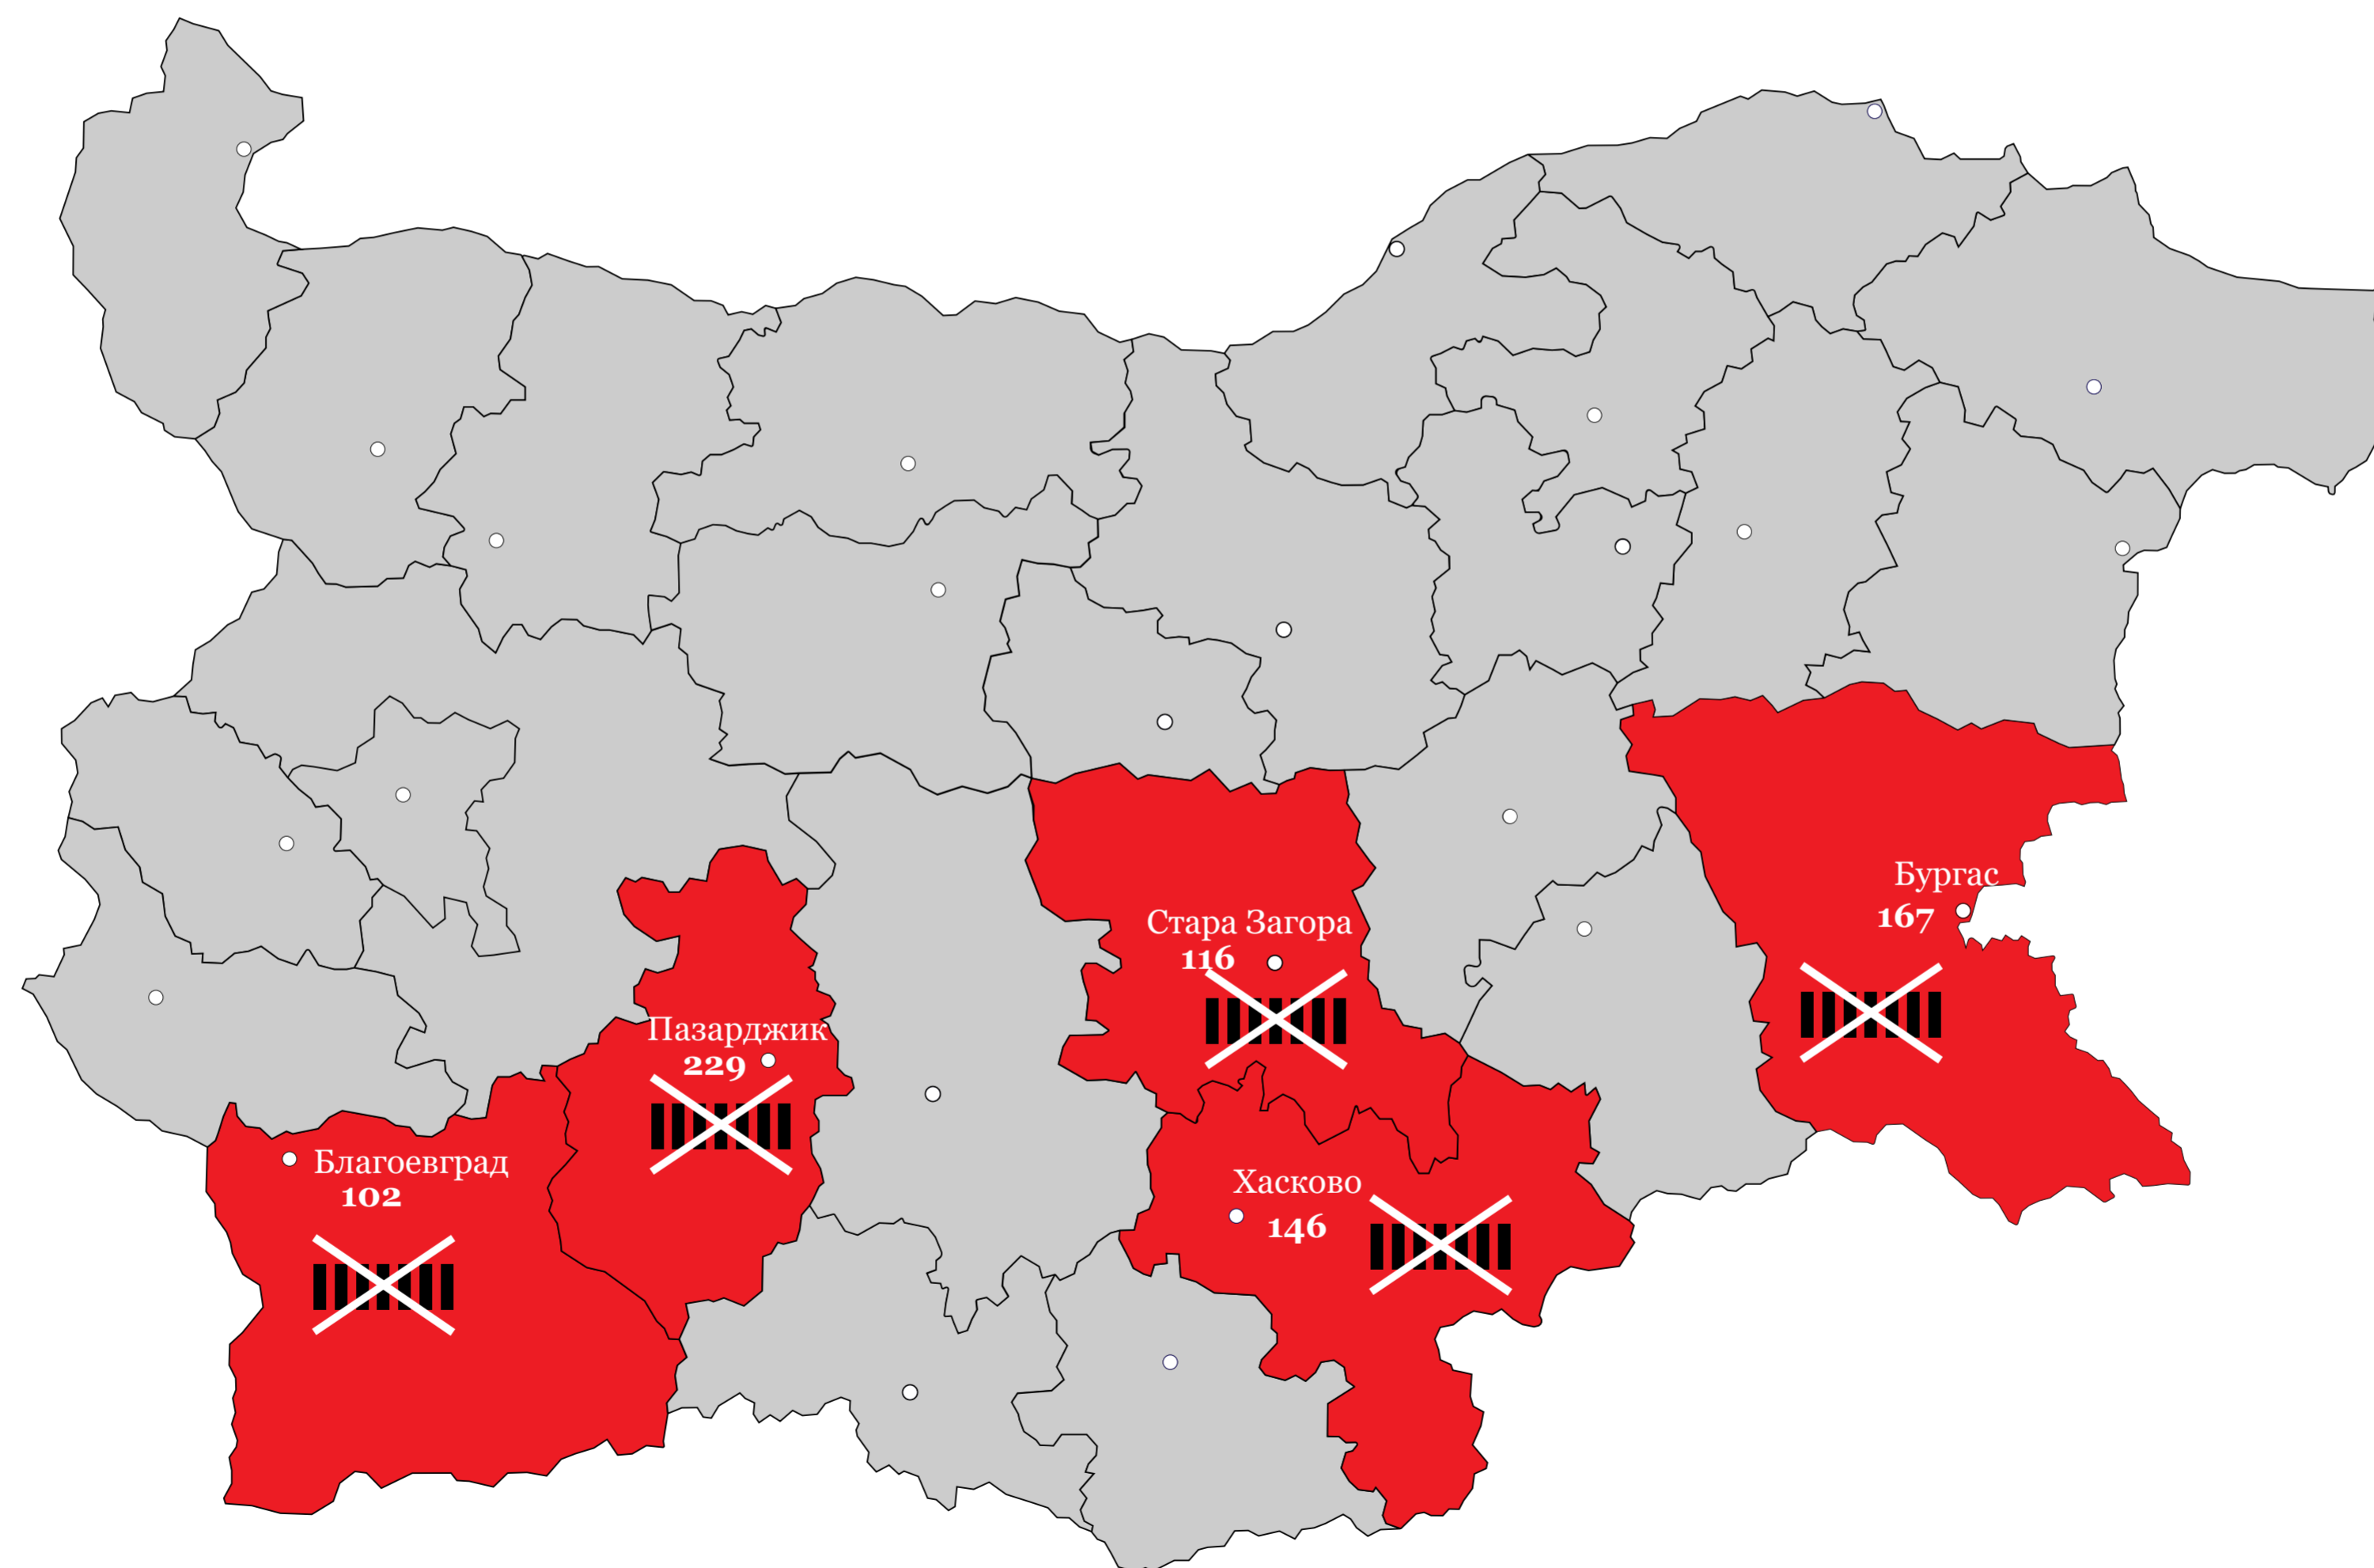 Бургас
167
Стара Загора
116
Пазарджик
229
Благоевград
102
Хасково
146